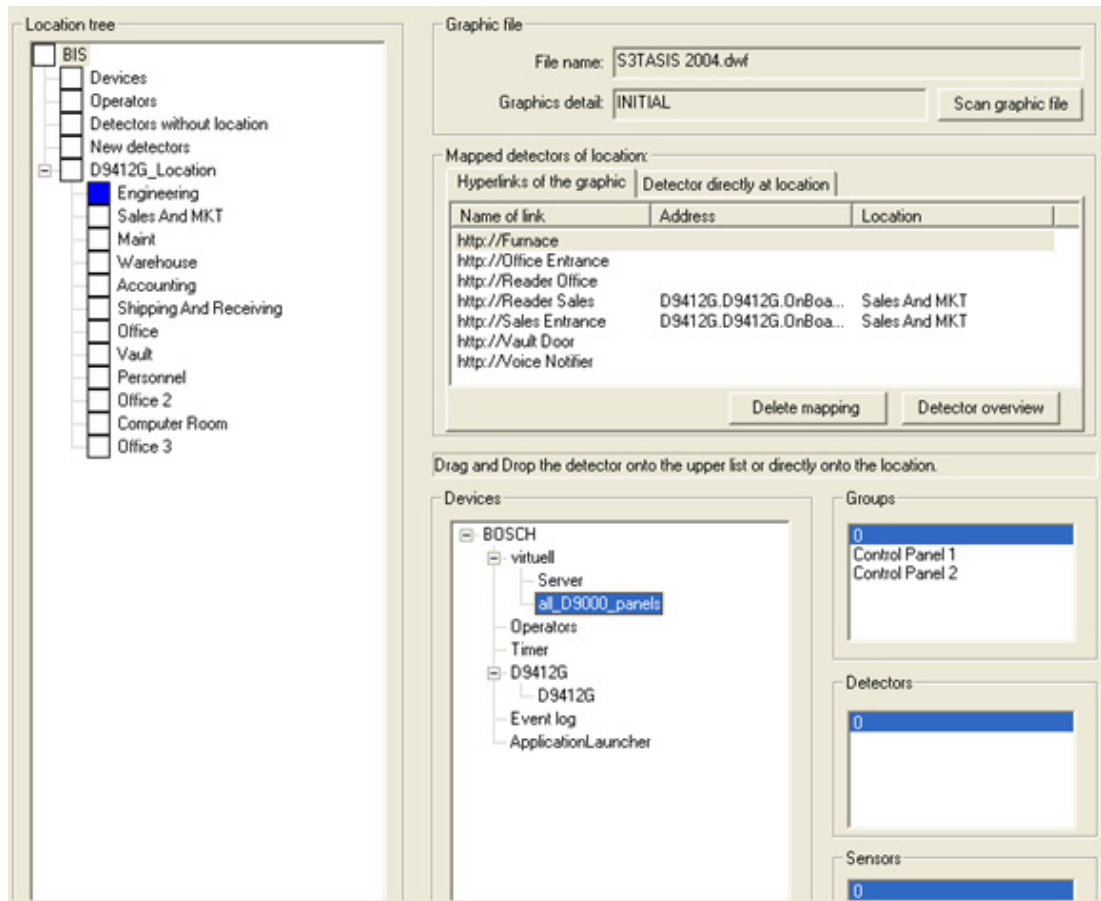 Location tree
BIS
Devices
Operators
Detectors without location
New detectors
D9412G_Location
Engineering
Sales And MKT
Maint
Warehouse
Accounting
Shipping And Receiving
Office
Vault
Personnel
Office 2
Computer Room
Office 3
Graphic file
File name: S3TASIS 2004.dwf
Graphics detail: INITIAL Scan graphic file
Mapped detectors of location:
Hyperlinks of the graphic Detector directly at location
Name of link Address Location
http://Furnace
http://Office Entrance
http://Reader Office
http://Reader Sales D9412G.D9412G.OnBoa... Sales And MKT
http://Sales Entrance D9412G.D9412G.OnBoa... Sales And MKT
http://Vault Door
http://Voice Notifier
Delete mapping Detector overview
Drag and Drop the detector onto the upper list or directly onto the location.
Devices
BOSCH
virtuell
Server
all_D9000_panels
Operators
Timer
D9412G
D9412G
Event log
ApplicationLauncher
Groups
0
Control Panel 1
Control Panel 2
Detectors
0
Sensors
0